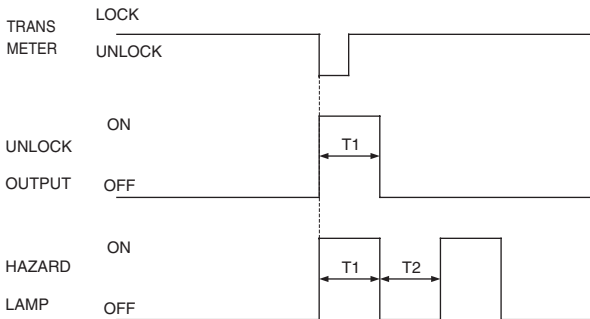 LOCK
TRANS
METER
UNLOCK
ON
T1
UNLOCK
OUTPUT
OFF
ON
T1
T2
HAZARD
LAMP
OFF